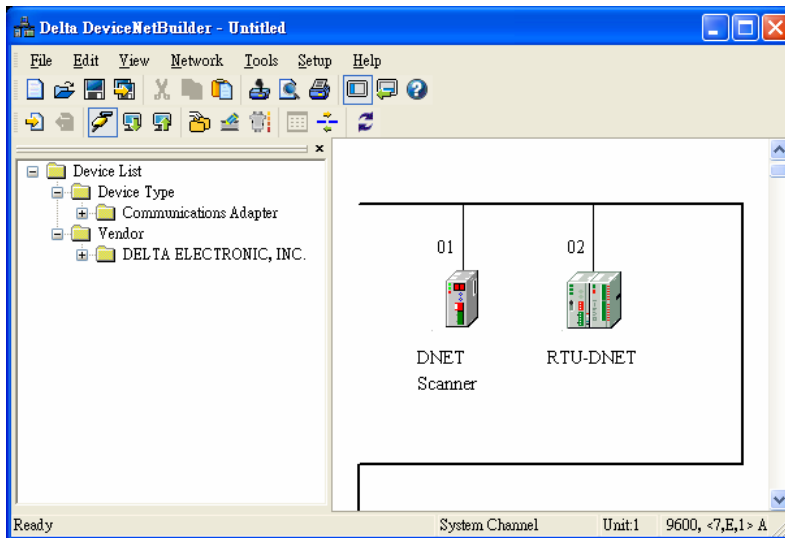 Delta DeviceNetBuilder - Untitled
File Edit View Network Tools Setup Help
Device List
Device Type
Communications Adapter
Vendor
DELTA ELECTRONIC, INC.
01
02
DNET
Scanner
RTU-DNET
Ready
System Channel
Unit:1
9600, <7,E,1> A